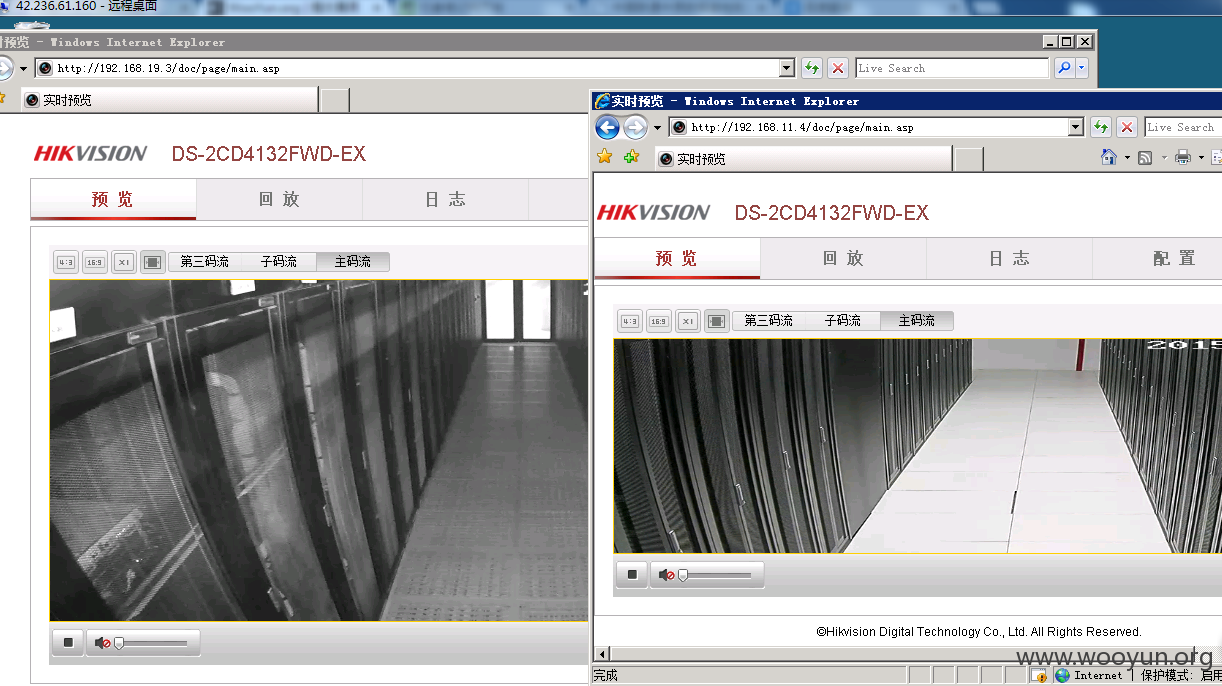 42.236.61.160 - 远程桌面
时预览 - Windows Internet Explorer
http://192.168.19.3/doc/page/main.asp
Live Search
实时预览
HIKVISION DS-2CD4132FWD-EX
预 览 回 放 日 志
4:3 16:9 X1 第三码流 子码流 主码流
实时预览 - Windows Internet Explorer
http://192.168.11.4/doc/page/main.asp
Live Search
实时预览
HIKVISION DS-2CD4132FWD-EX
预 览 回 放 日 志 配 置
4:3 16:9 X1 第三码流 子码流 主码流
2015
©Hikvision Digital Technology Co., Ltd. All Rights Reserved.
www.wooyun.org
完成 Internet | 保护模式: 启用